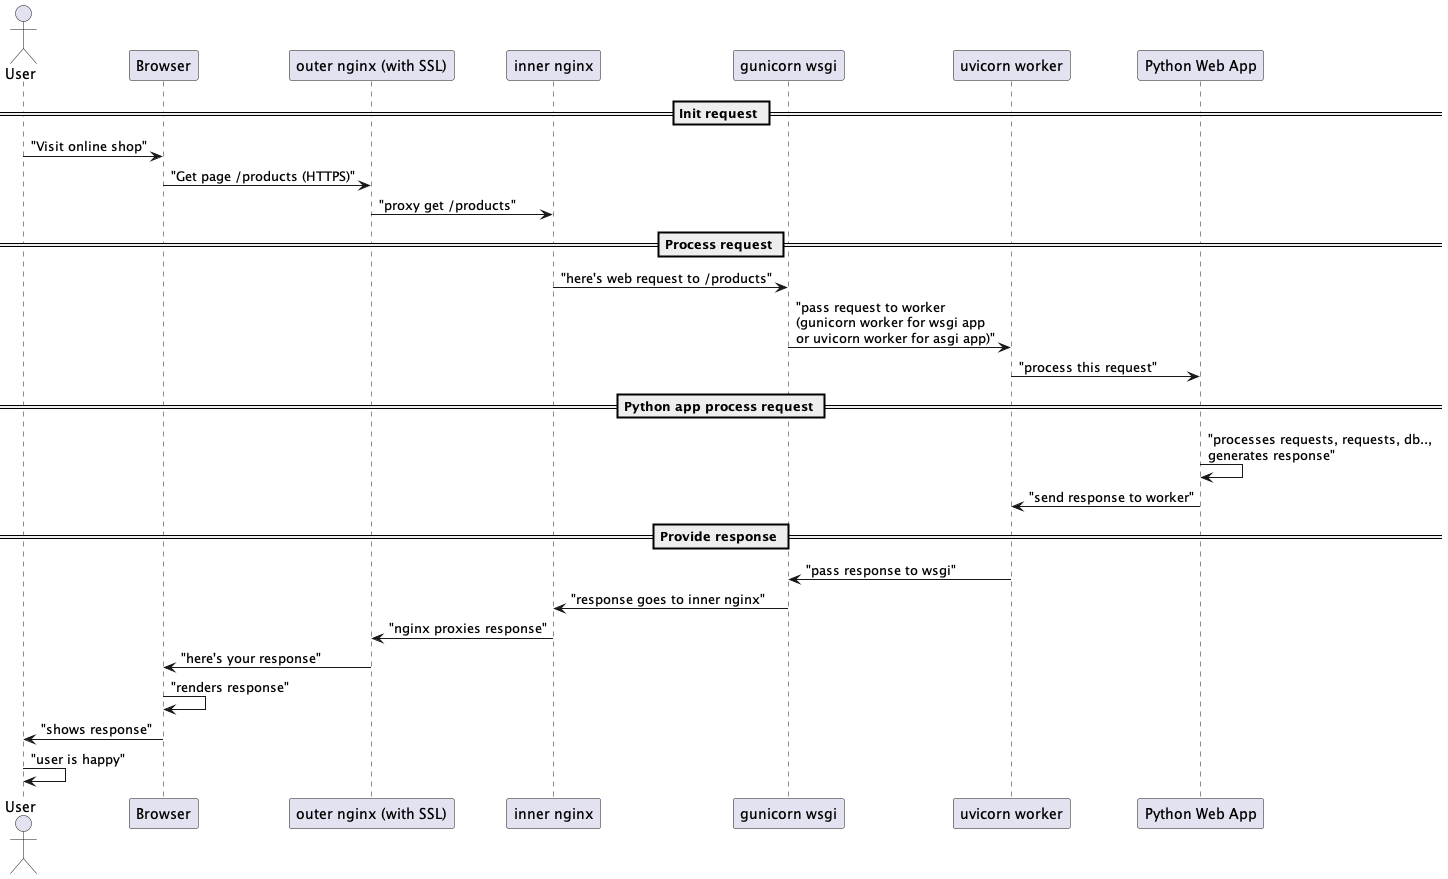 User
Browser
outer nginx (with SSL)
inner nginx
gunicorn wsgi
uvicorn worker
Python Web App
Init request
"Visit online shop"
"Get page /products (HTTPS)"
"proxy get /products"
Process request
"here's web request to /products"
"pass request to worker
(gunicorn worker for wsgi app
or uvicorn worker for asgi app)"
"process this request"
Python app process request
"processes requests, requests, db..,
generates response"
"send response to worker"
Provide response
"pass response to wsgi"
"response goes to inner nginx"
"nginx proxies response"
"here's your response"
"renders response"
"shows response"
"user is happy"
User
Browser
outer nginx (with SSL)
inner nginx
gunicorn wsgi
uvicorn worker
Python Web App